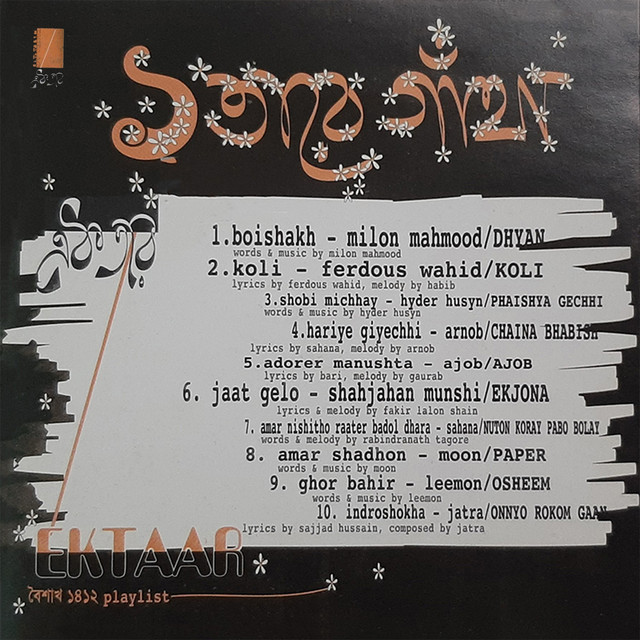 ১তারে গাঁথা
একতার
1.boishakh - milon mahmood/DHYAN
words & music by milon mahmood
2.koli - ferdous wahid/KOLI
lyrics by ferdous wahid, melody by habib
3.shobi michhay - hyder husyn/PHAISHYA GECHHI
words & music by hyder husyn
4.hariye giyechhi - arnob/CHAINA BHABISH
lyrics by sahana, melody by arnob
5.adorer manushta - ajob/AJOB
lyrics by bari, melody by gaurab
6. jaat gelo - shahjahan munshi/EKJONA
lyrics & melody by fakir lalon shain
7. amar nishitho raater badol dhara - sahana/NUTON KORAY PABO BOLAY
words & melody by rabindranath tagore
8. amar shadhon - moon/PAPER
words & music by moon
9. ghor bahir - leemon/OSHEEM
words & music by leemon
10. indroshokha - jatra/ONNYO ROKOM GAAN
lyrics by sajjad hussain, composed by jatra
EKTAAR
বৈশাখ ১৪১২ playlist